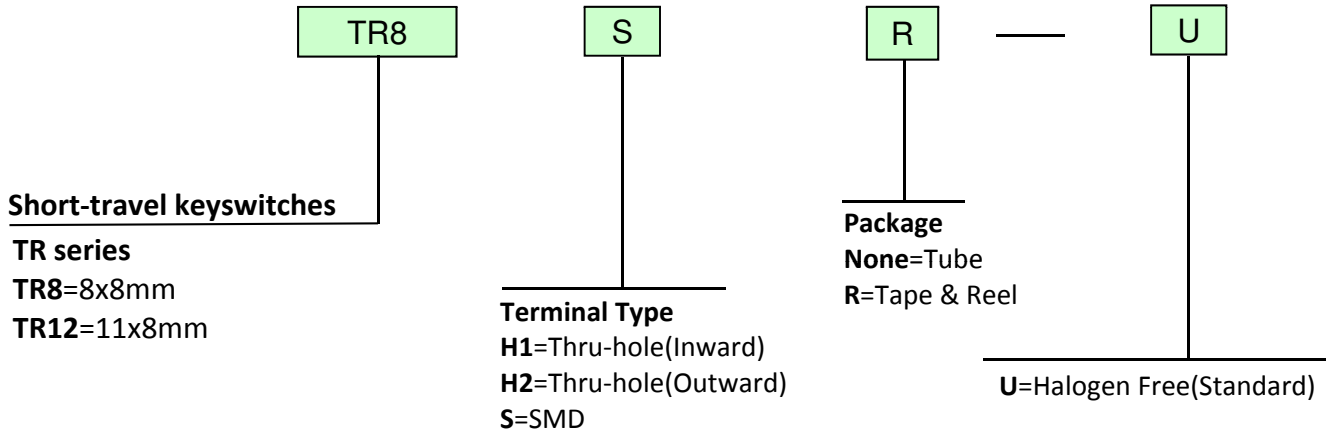 TR8 S R — U
Short-travel keyswitches
TR series
TR8=8x8mm
TR12=11x8mm
Terminal Type
H1=Thru-hole(Inward)
H2=Thru-hole(Outward)
S=SMD
Package
None=Tube
R=Tape & Reel
U=Halogen Free(Standard)